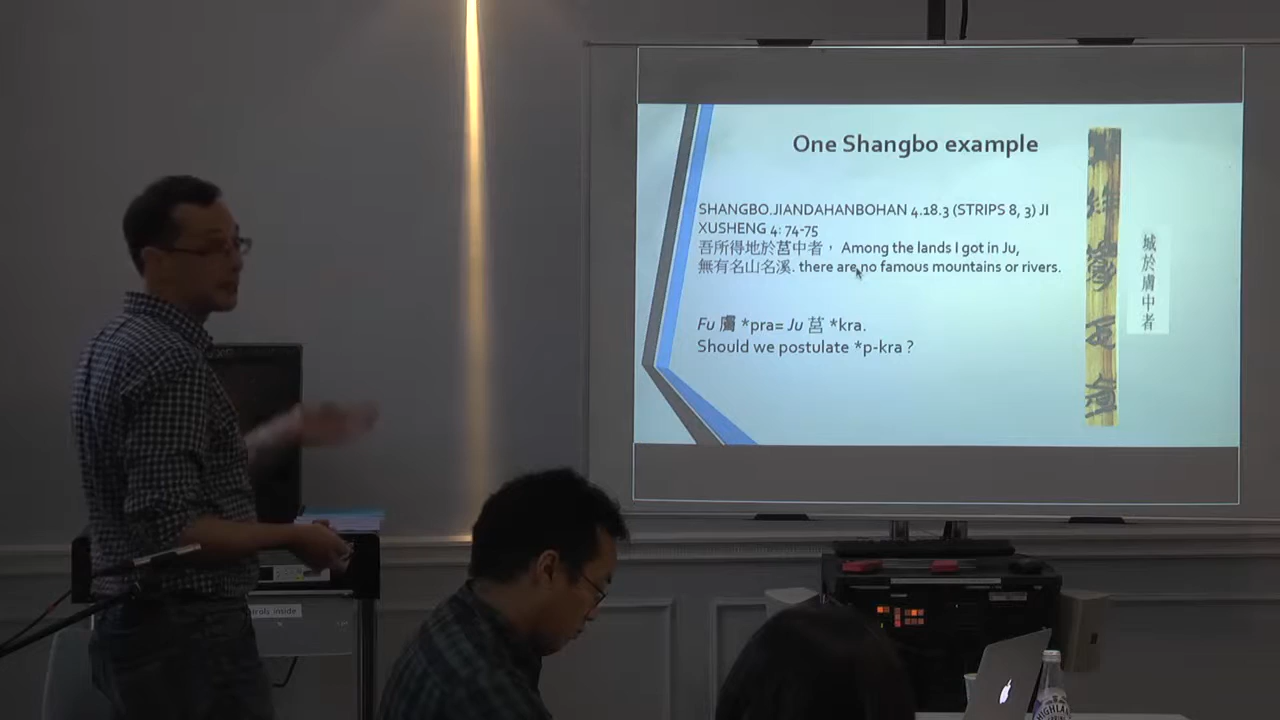 One Shangbo example
SHANGBO.JIANDAHANBOHAN 4.18.3 (STRIPS 8, 3) JI
XUSHENG 4: 74-75
吾所得地於莒中者， Among the lands I got in Ju,
無有名山名溪. there are no famous mountains or rivers.
Fu 膚 *pra= Ju 莒 *kra.
Should we postulate *p-kra ?
城於膚中者
inside
HIGHLAND